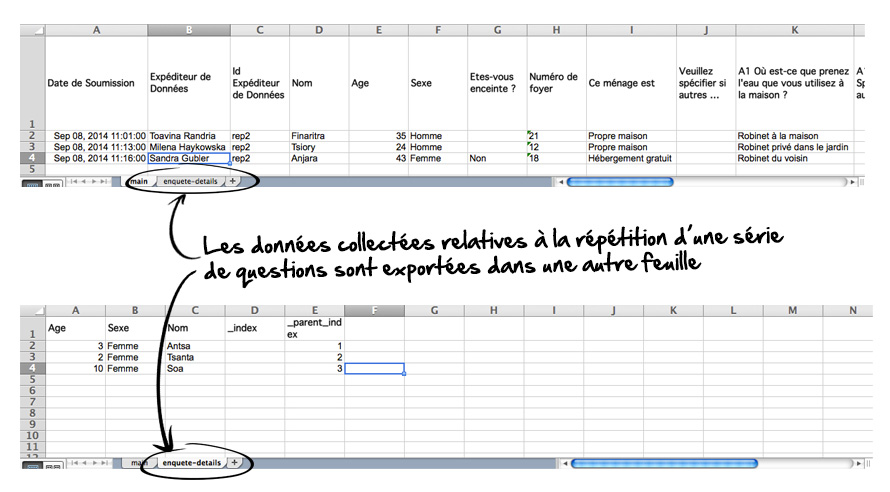 A B C D E F G H I J K
1 Date de Soumission Expéditeur de Données Id Expéditeur de Données Nom Age Sexe Etes-vous enceinte ? Numéro de foyer Ce ménage est Veuillez spécifier si autres ... A1 Où est-ce que prenez l'eau que vous utilisez à la maison ?
2 Sep 08, 2014 11:01:00 Toavina Randria rep2 Finaritra 35 Homme 21 Propre maison Robinet à la maison
3 Sep 08, 2014 11:13:00 Milena Haykowska rep2 Tsiory 24 Homme 12 Propre maison Robinet privé dans le jardin
4 Sep 08, 2014 11:16:00 Sandra Gubler rep2 Anjara 43 Femme Non 18 Hébergement gratuit Robinet du voisin
5
main enquete-details +
Les données collectées relatives à la répétition d'une série
de questions sont exportées dans une autre feuille
A B C D E F G H I J K L M N
1 Age Sexe Nom _index _parent_index
2 3 Femme Antsa 1
3 2 Femme Tsanta 2
4 10 Femme Soa 3
5
6
7
8
9
10
11
12
main enquete-details +